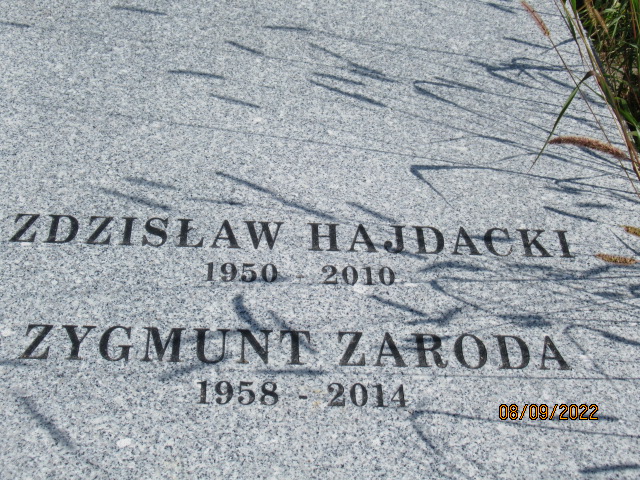 ZDZISŁAW HAJDACKI
1950 - 2010
ZYGMUNT ZARODA
1958 - 2014
08/09/2022